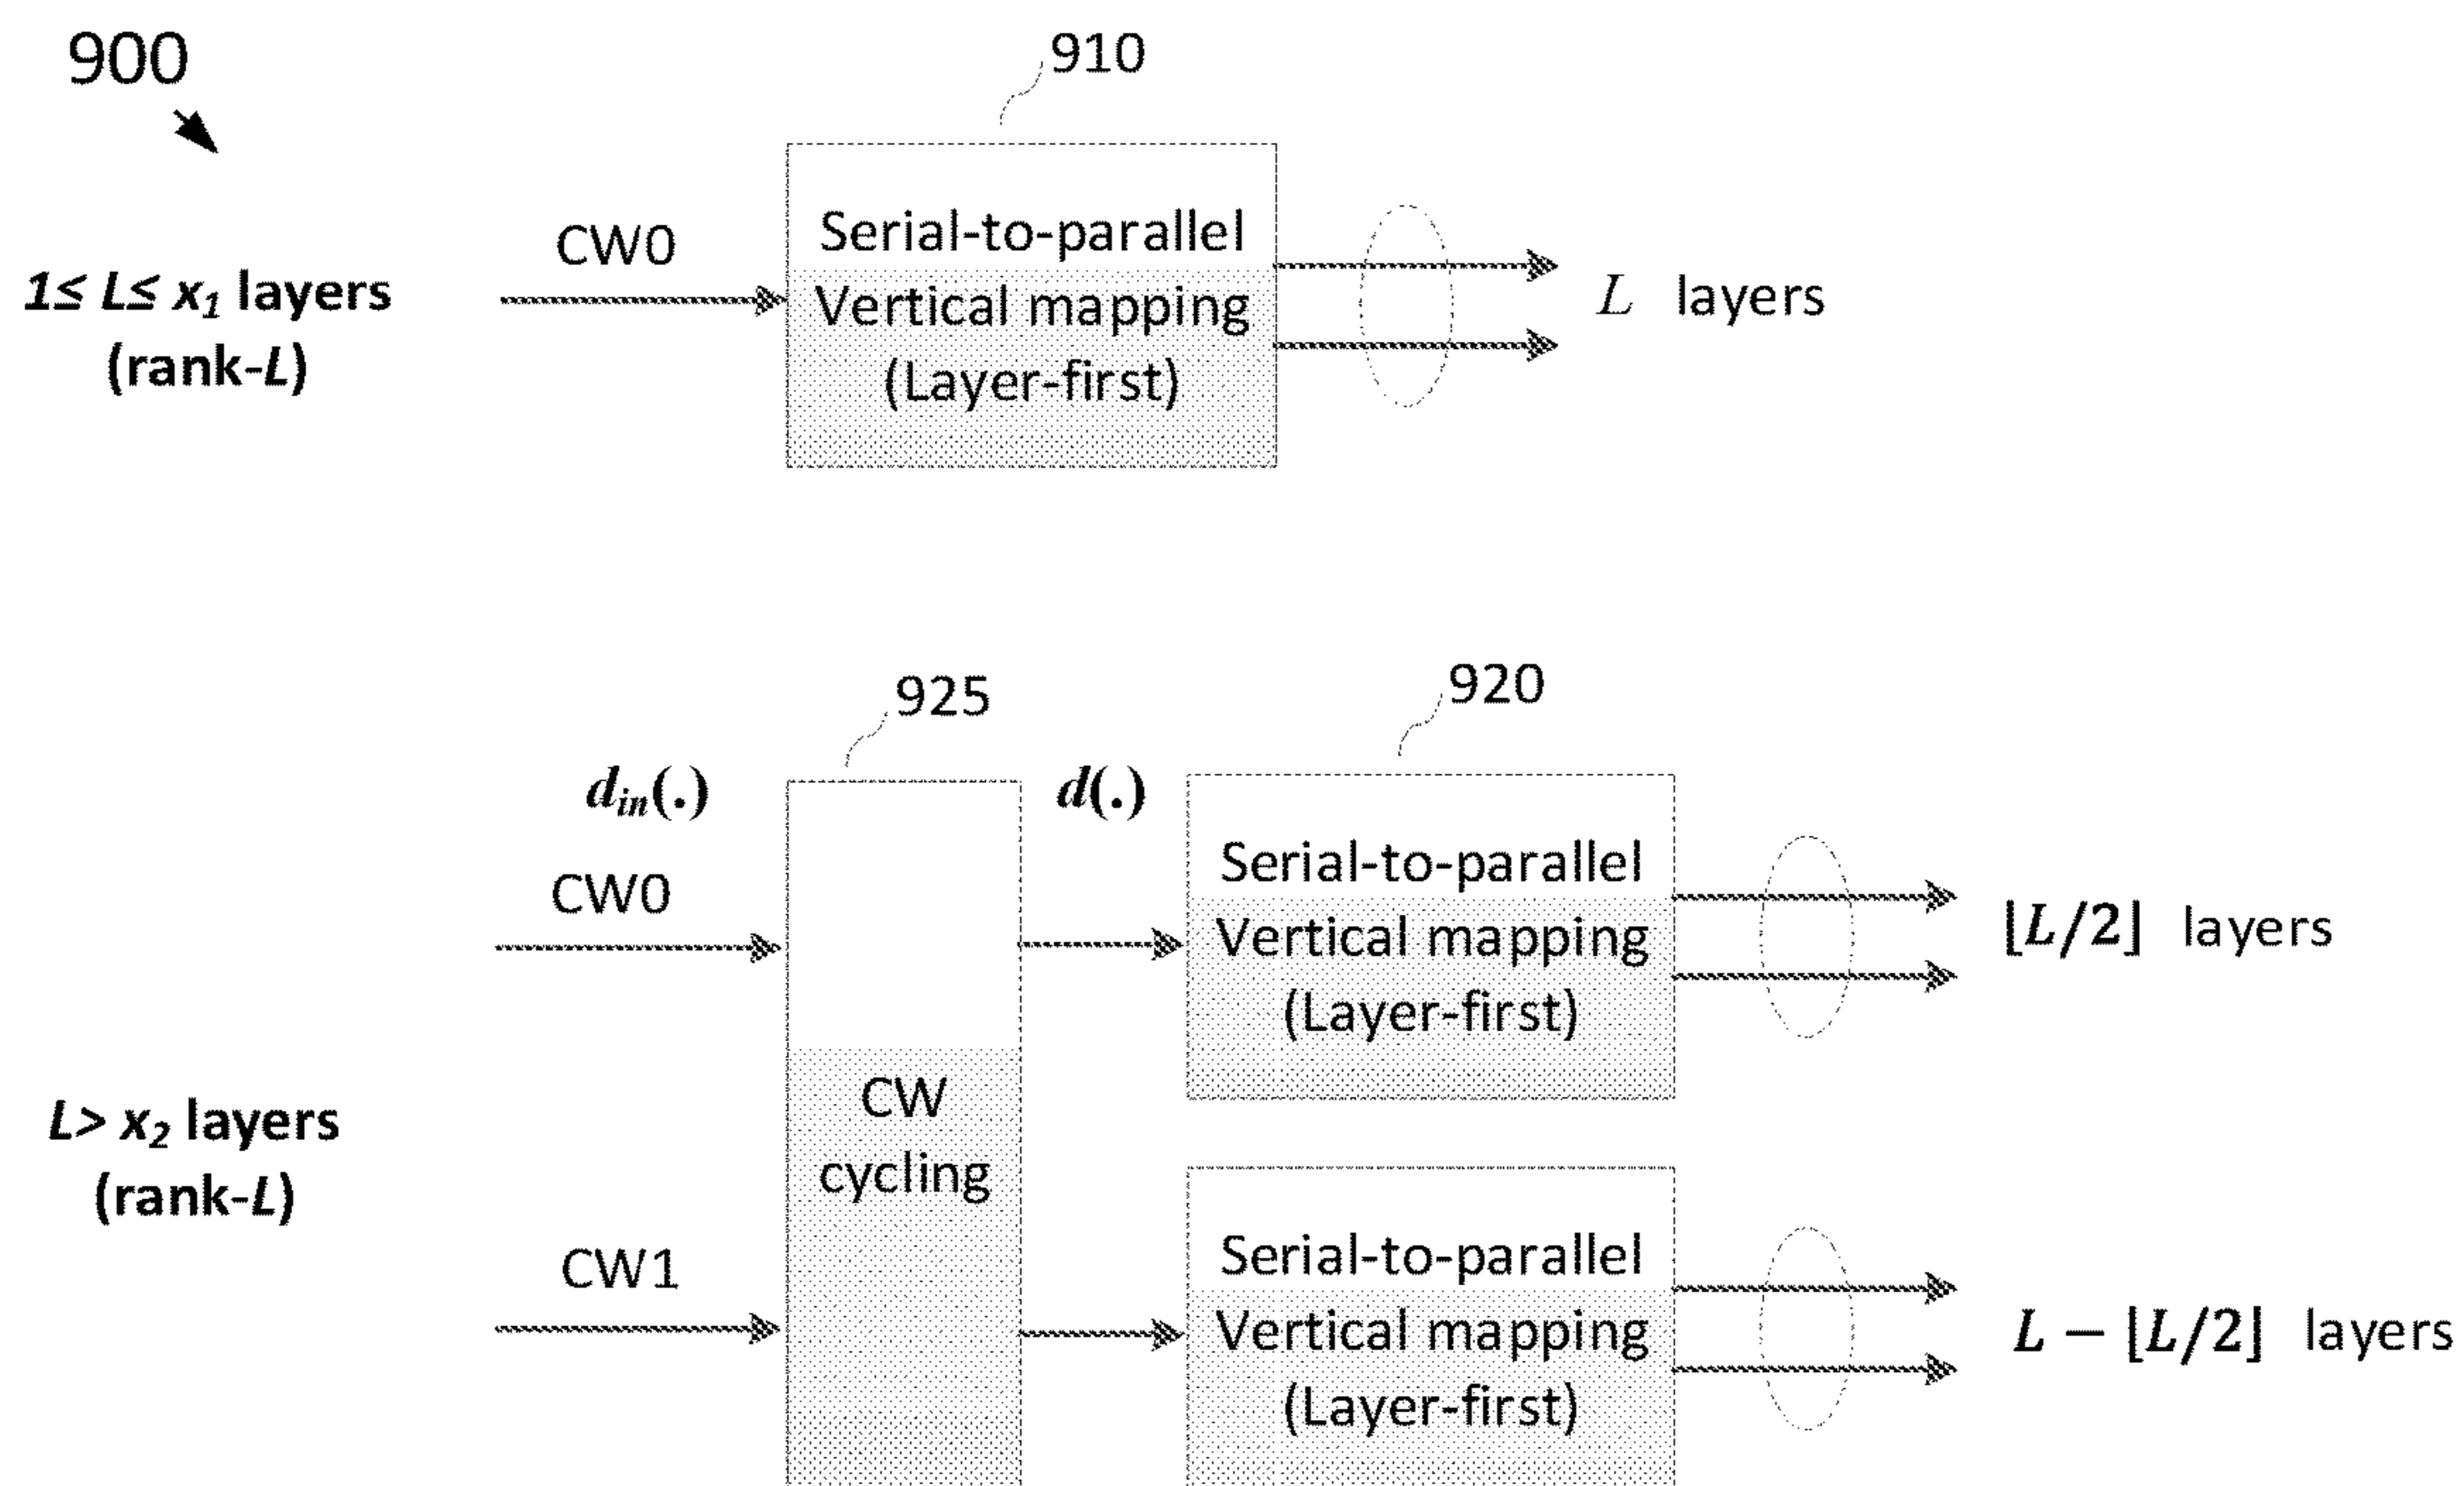 900
910
CW0
1≤ L≤ x₁ layers
(rank-L)
Serial-to-parallel
Vertical mapping
(Layer-first)
L layers
925
920
d_in(.)
d(.)
CW0
Serial-to-parallel
Vertical mapping
(Layer-first)
⌊L/2⌋ layers
L> x₂ layers
(rank-L)
CW
cycling
CW1
Serial-to-parallel
Vertical mapping
(Layer-first)
L − ⌊L/2⌋ layers